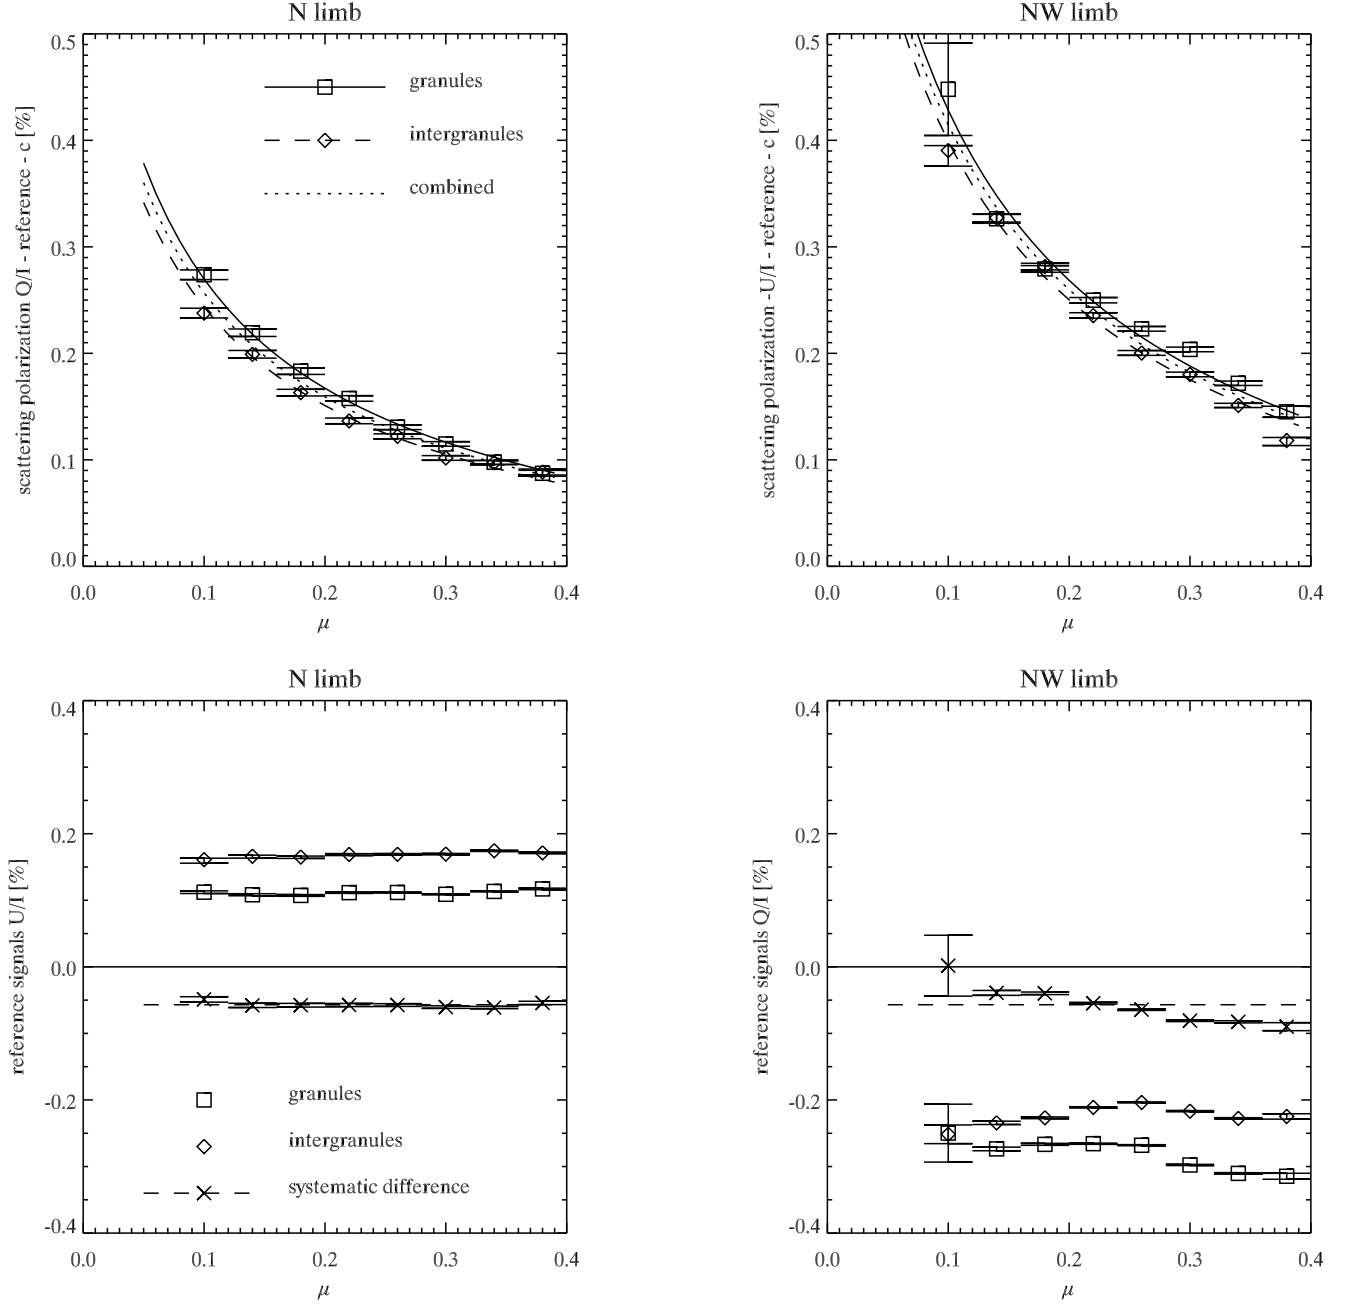 N limb
scattering polarization Q/I - reference - c [%]
0.5
0.4
0.3
0.2
0.1
0.0
granules
intergranules
combined
0.0 0.1 0.2 0.3 0.4
μ
NW limb
scattering polarization -U/I - reference - c [%]
0.5
0.4
0.3
0.2
0.1
0.0
0.0 0.1 0.2 0.3 0.4
μ
N limb
reference signals U/I [%]
0.4
0.2
0.0
-0.2
-0.4
granules
intergranules
systematic difference
0.0 0.1 0.2 0.3 0.4
μ
NW limb
reference signals Q/I [%]
0.4
0.2
0.0
-0.2
-0.4
0.0 0.1 0.2 0.3 0.4
μ